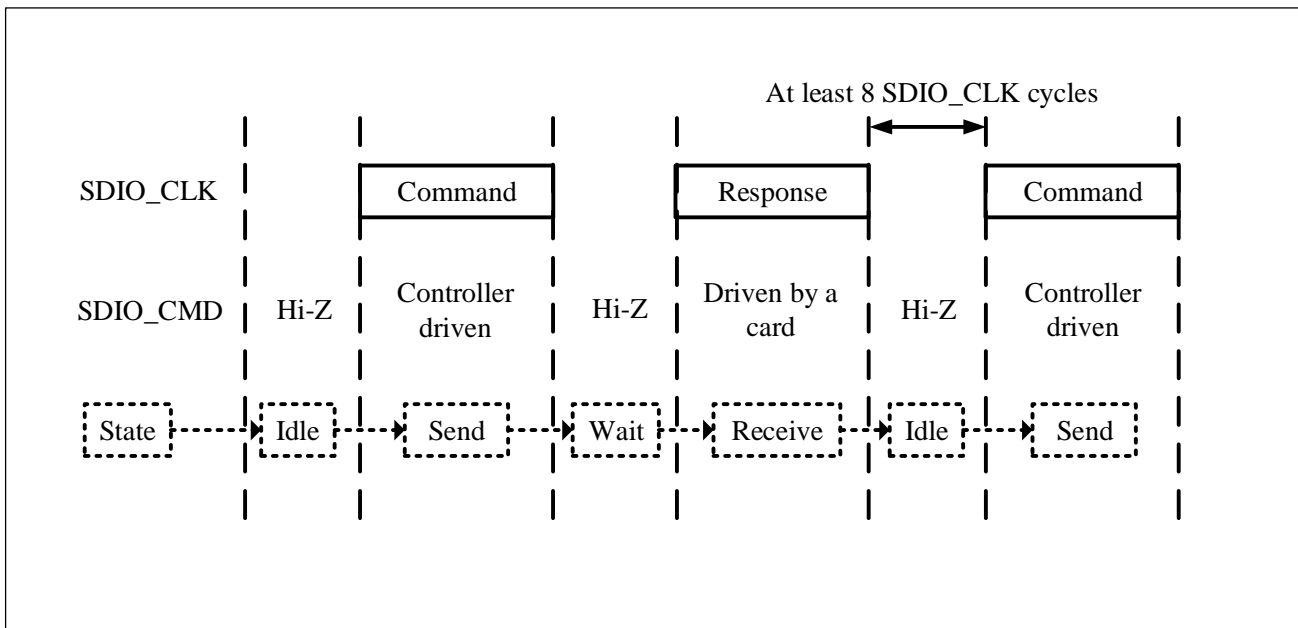 At least 8 SDIO_CLK cycles
SDIO_CLK Command Response Command
SDIO_CMD Hi-Z Controller driven Hi-Z Driven by a card Hi-Z Controller driven
State Idle Send Wait Receive Idle Send